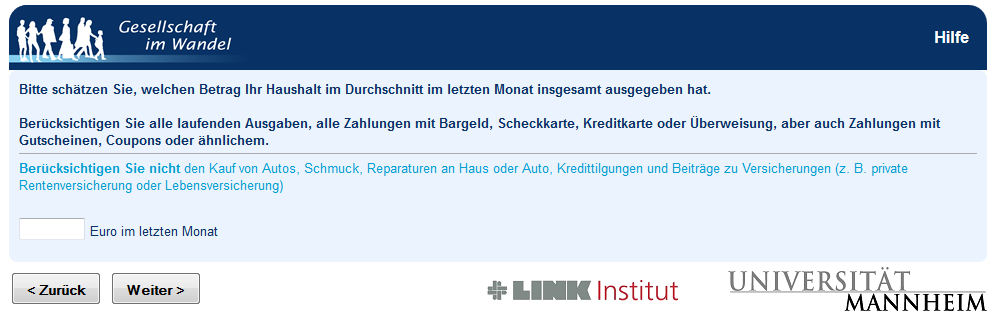 Gesellschaft
im Wandel
Hilfe
Bitte schätzen Sie, welchen Betrag Ihr Haushalt im Durchschnitt im letzten Monat insgesamt ausgegeben hat.
Berücksichtigen Sie alle laufenden Ausgaben, alle Zahlungen mit Bargeld, Scheckkarte, Kreditkarte oder Überweisung, aber auch Zahlungen mit
Gutscheinen, Coupons oder ähnlichem.
Berücksichtigen Sie nicht den Kauf von Autos, Schmuck, Reparaturen an Haus oder Auto, Kredittilgungen und Beiträge zu Versicherungen (z. B. private
Rentenversicherung oder Lebensversicherung)
Euro im letzten Monat
< Zurück
Weiter >
LINK Institut
UNIVERSITÄT
MANNHEIM